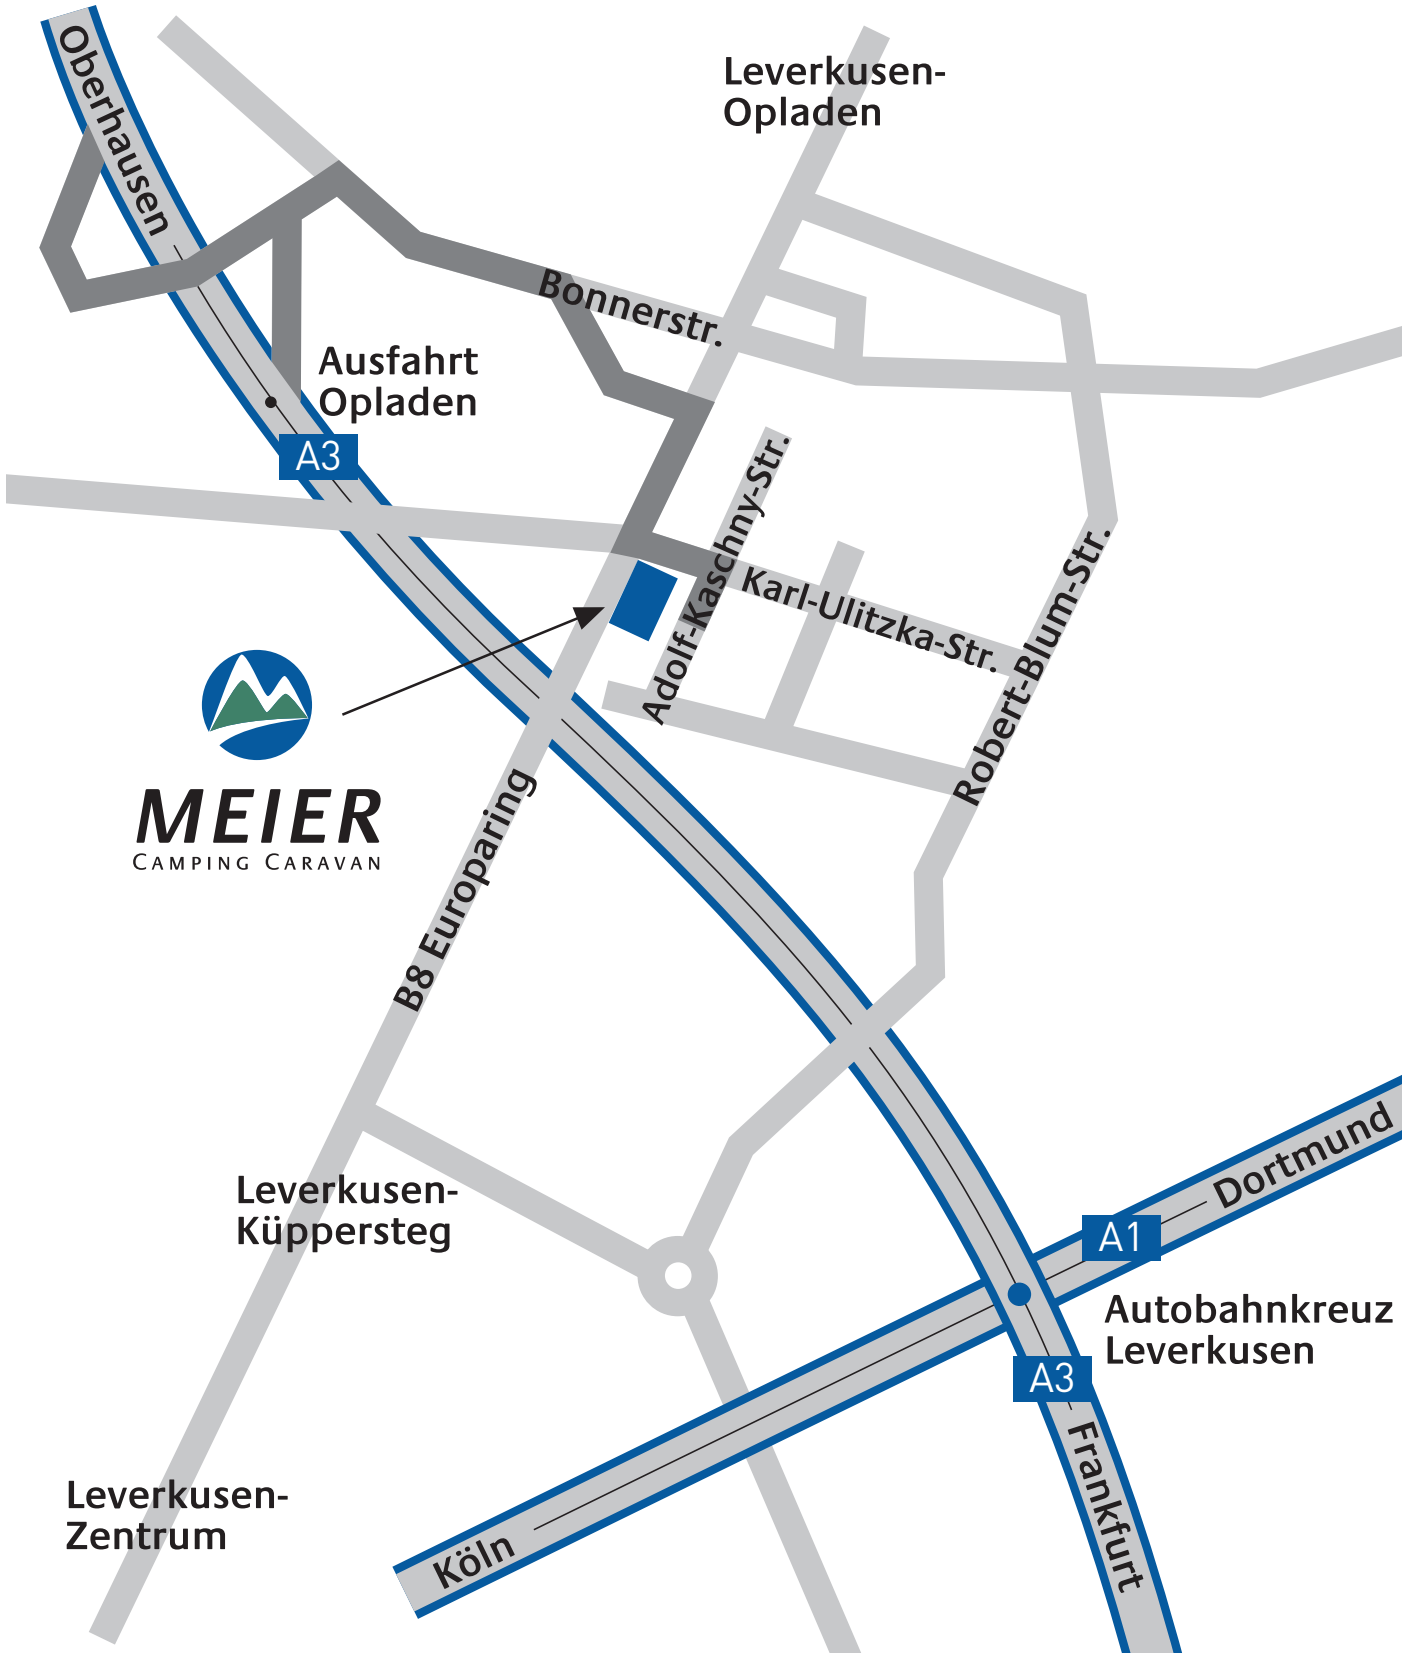 Oberhausen
Leverkusen-
Opladen
Bonnerstr.
Ausfahrt
Opladen
A3
Adolf-Kaschny-Str.
Karl-Ulitzka-Str.
Robert-Blum-Str.
MEIER
CAMPING CARAVAN
B8 Europaring
Leverkusen-
Küppersteg
Dortmund
A1
Autobahnkreuz
Leverkusen
A3
Frankfurt
Leverkusen-
Zentrum
Köln